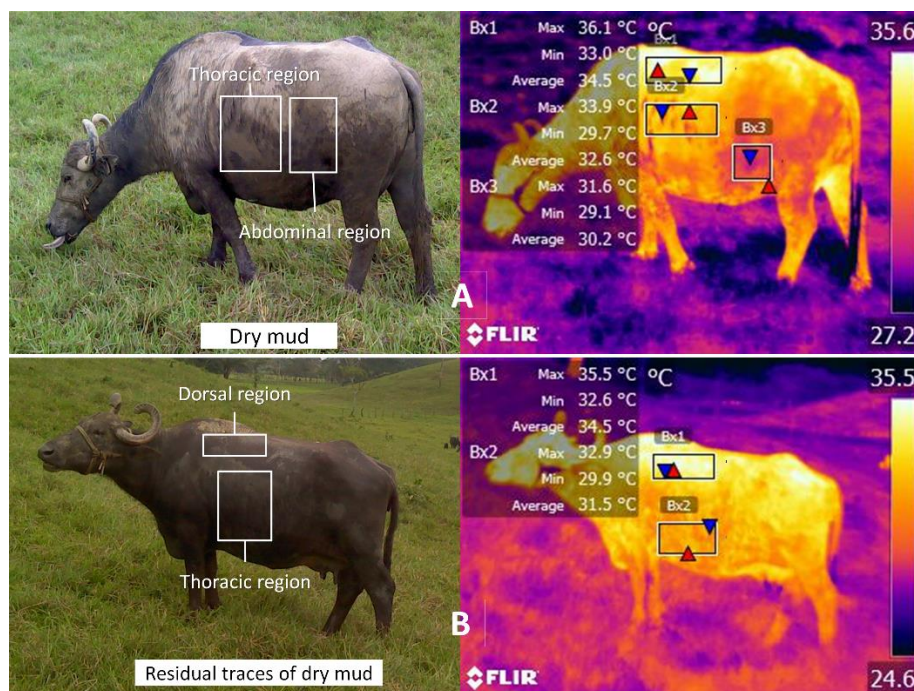 Thoracic region
Abdominal region
Dry mud
A
Bx1 Max 36.1 °C °C 35.6
Bx1
Min 33.0 °C
Average 34.5 °C
Bx2
Bx2 Max 33.9 °C
Min 29.7 °C
Bx3
Average 32.6 °C
Bx3 Max 31.6 °C
Min 29.1 °C
Average 30.2 °C
FLIR 27.2
Dorsal region
Thoracic region
Residual traces of dry mud
B
Bx1 Max 35.5 °C °C 35.5
Min 32.6 °C
Average 34.5 °C
Bx1
Bx2 Max 32.9 °C
Min 29.9 °C
Bx2
Average 31.5 °C
FLIR 24.6